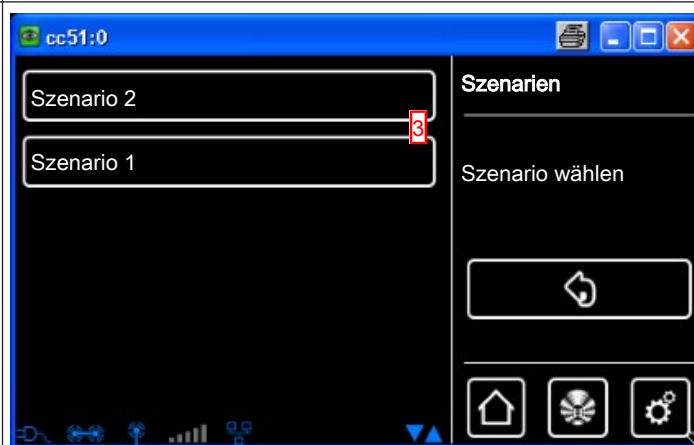 cc51:0
Szenario 2
3
Szenario 1
Szenarien
Szenario wählen